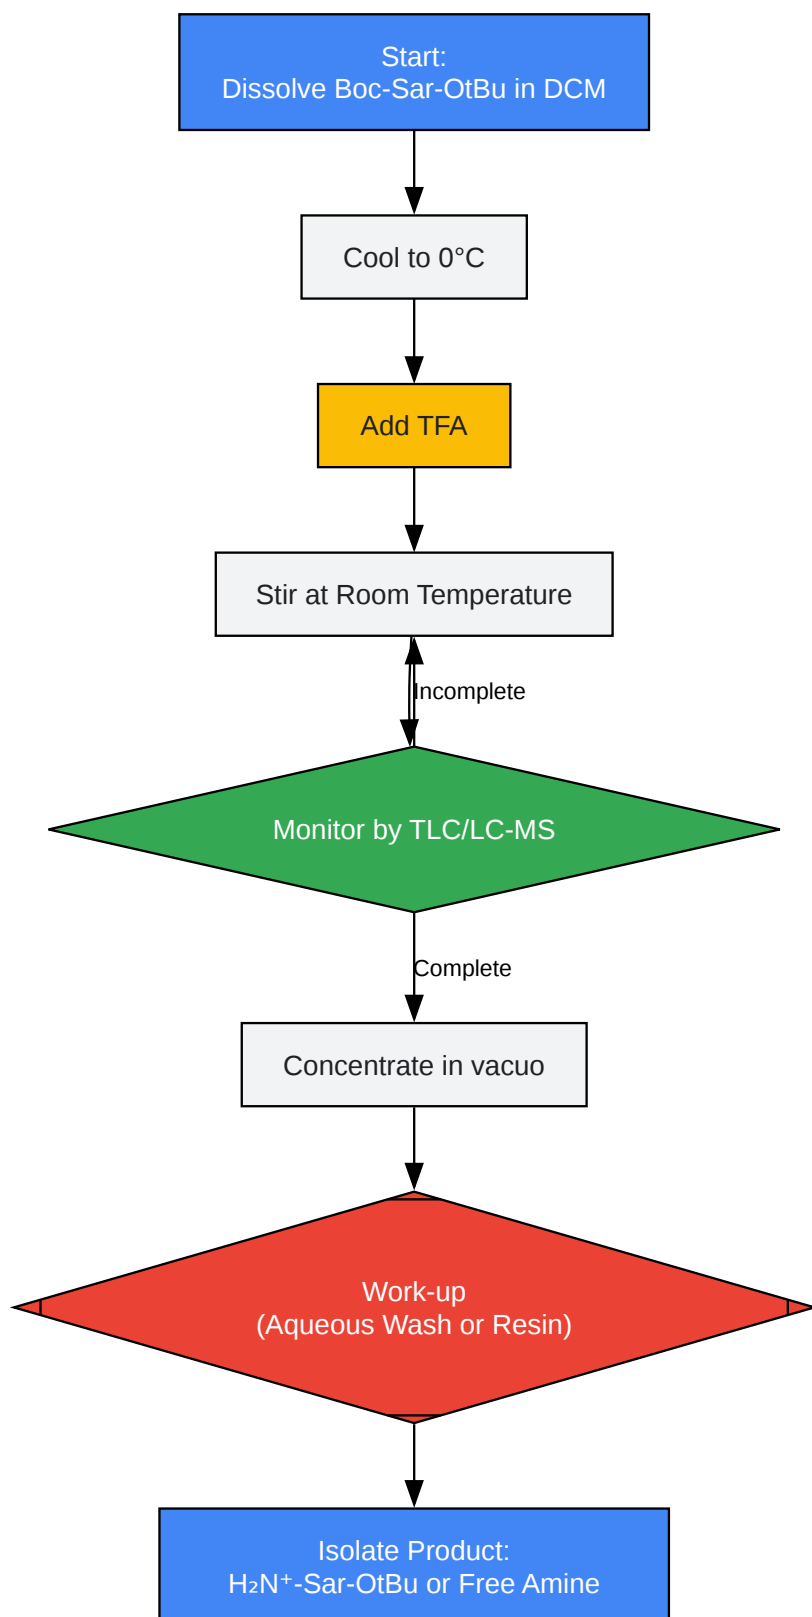 Start:
Dissolve Boc-Sar-OtBu in DCM
Cool to 0°C
Add TFA
Stir at Room Temperature
Incomplete
Monitor by TLC/LC-MS
Complete
Concentrate in vacuo
Work-up
(Aqueous Wash or Resin)
Isolate Product:
H₂N⁺-Sar-OtBu or Free Amine